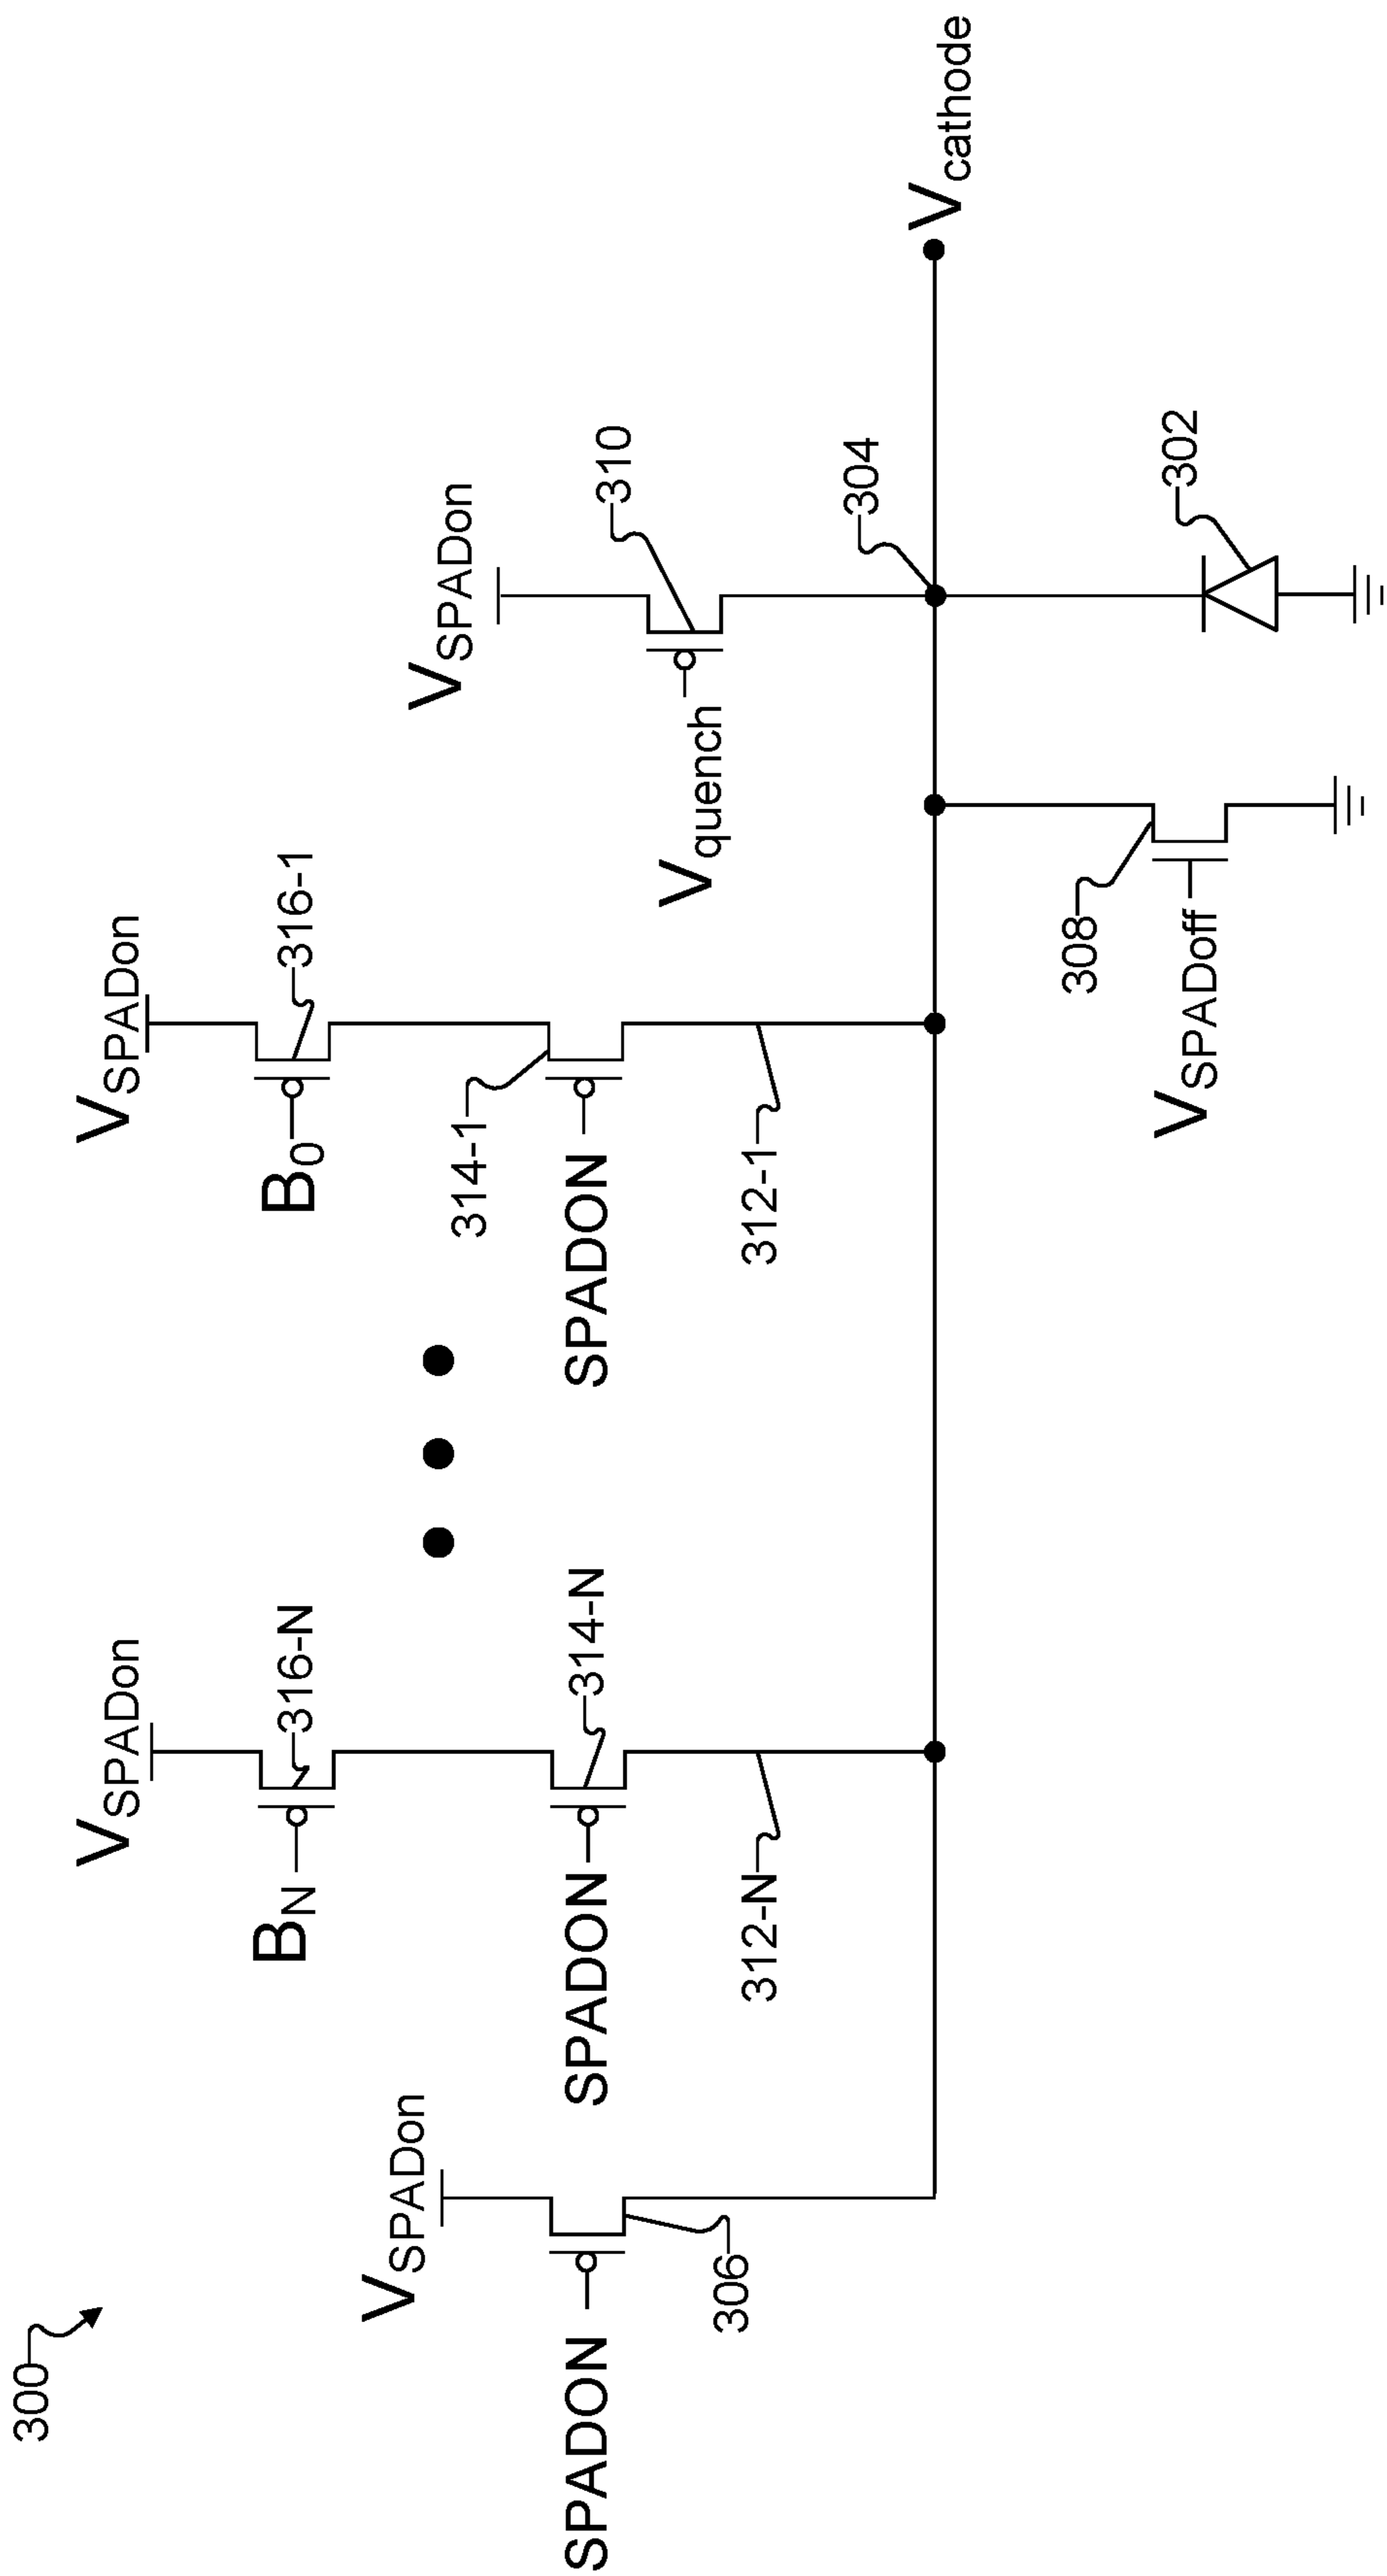 300
V_SPADon
SPADON
306
V_SPADon
B_N
316-N
SPADON
314-N
312-N
V_SPADon
B_0
316-1
314-1
SPADON
312-1
V_SPADon
310
V_quench
304
V_cathode
308
V_SPADoff
302